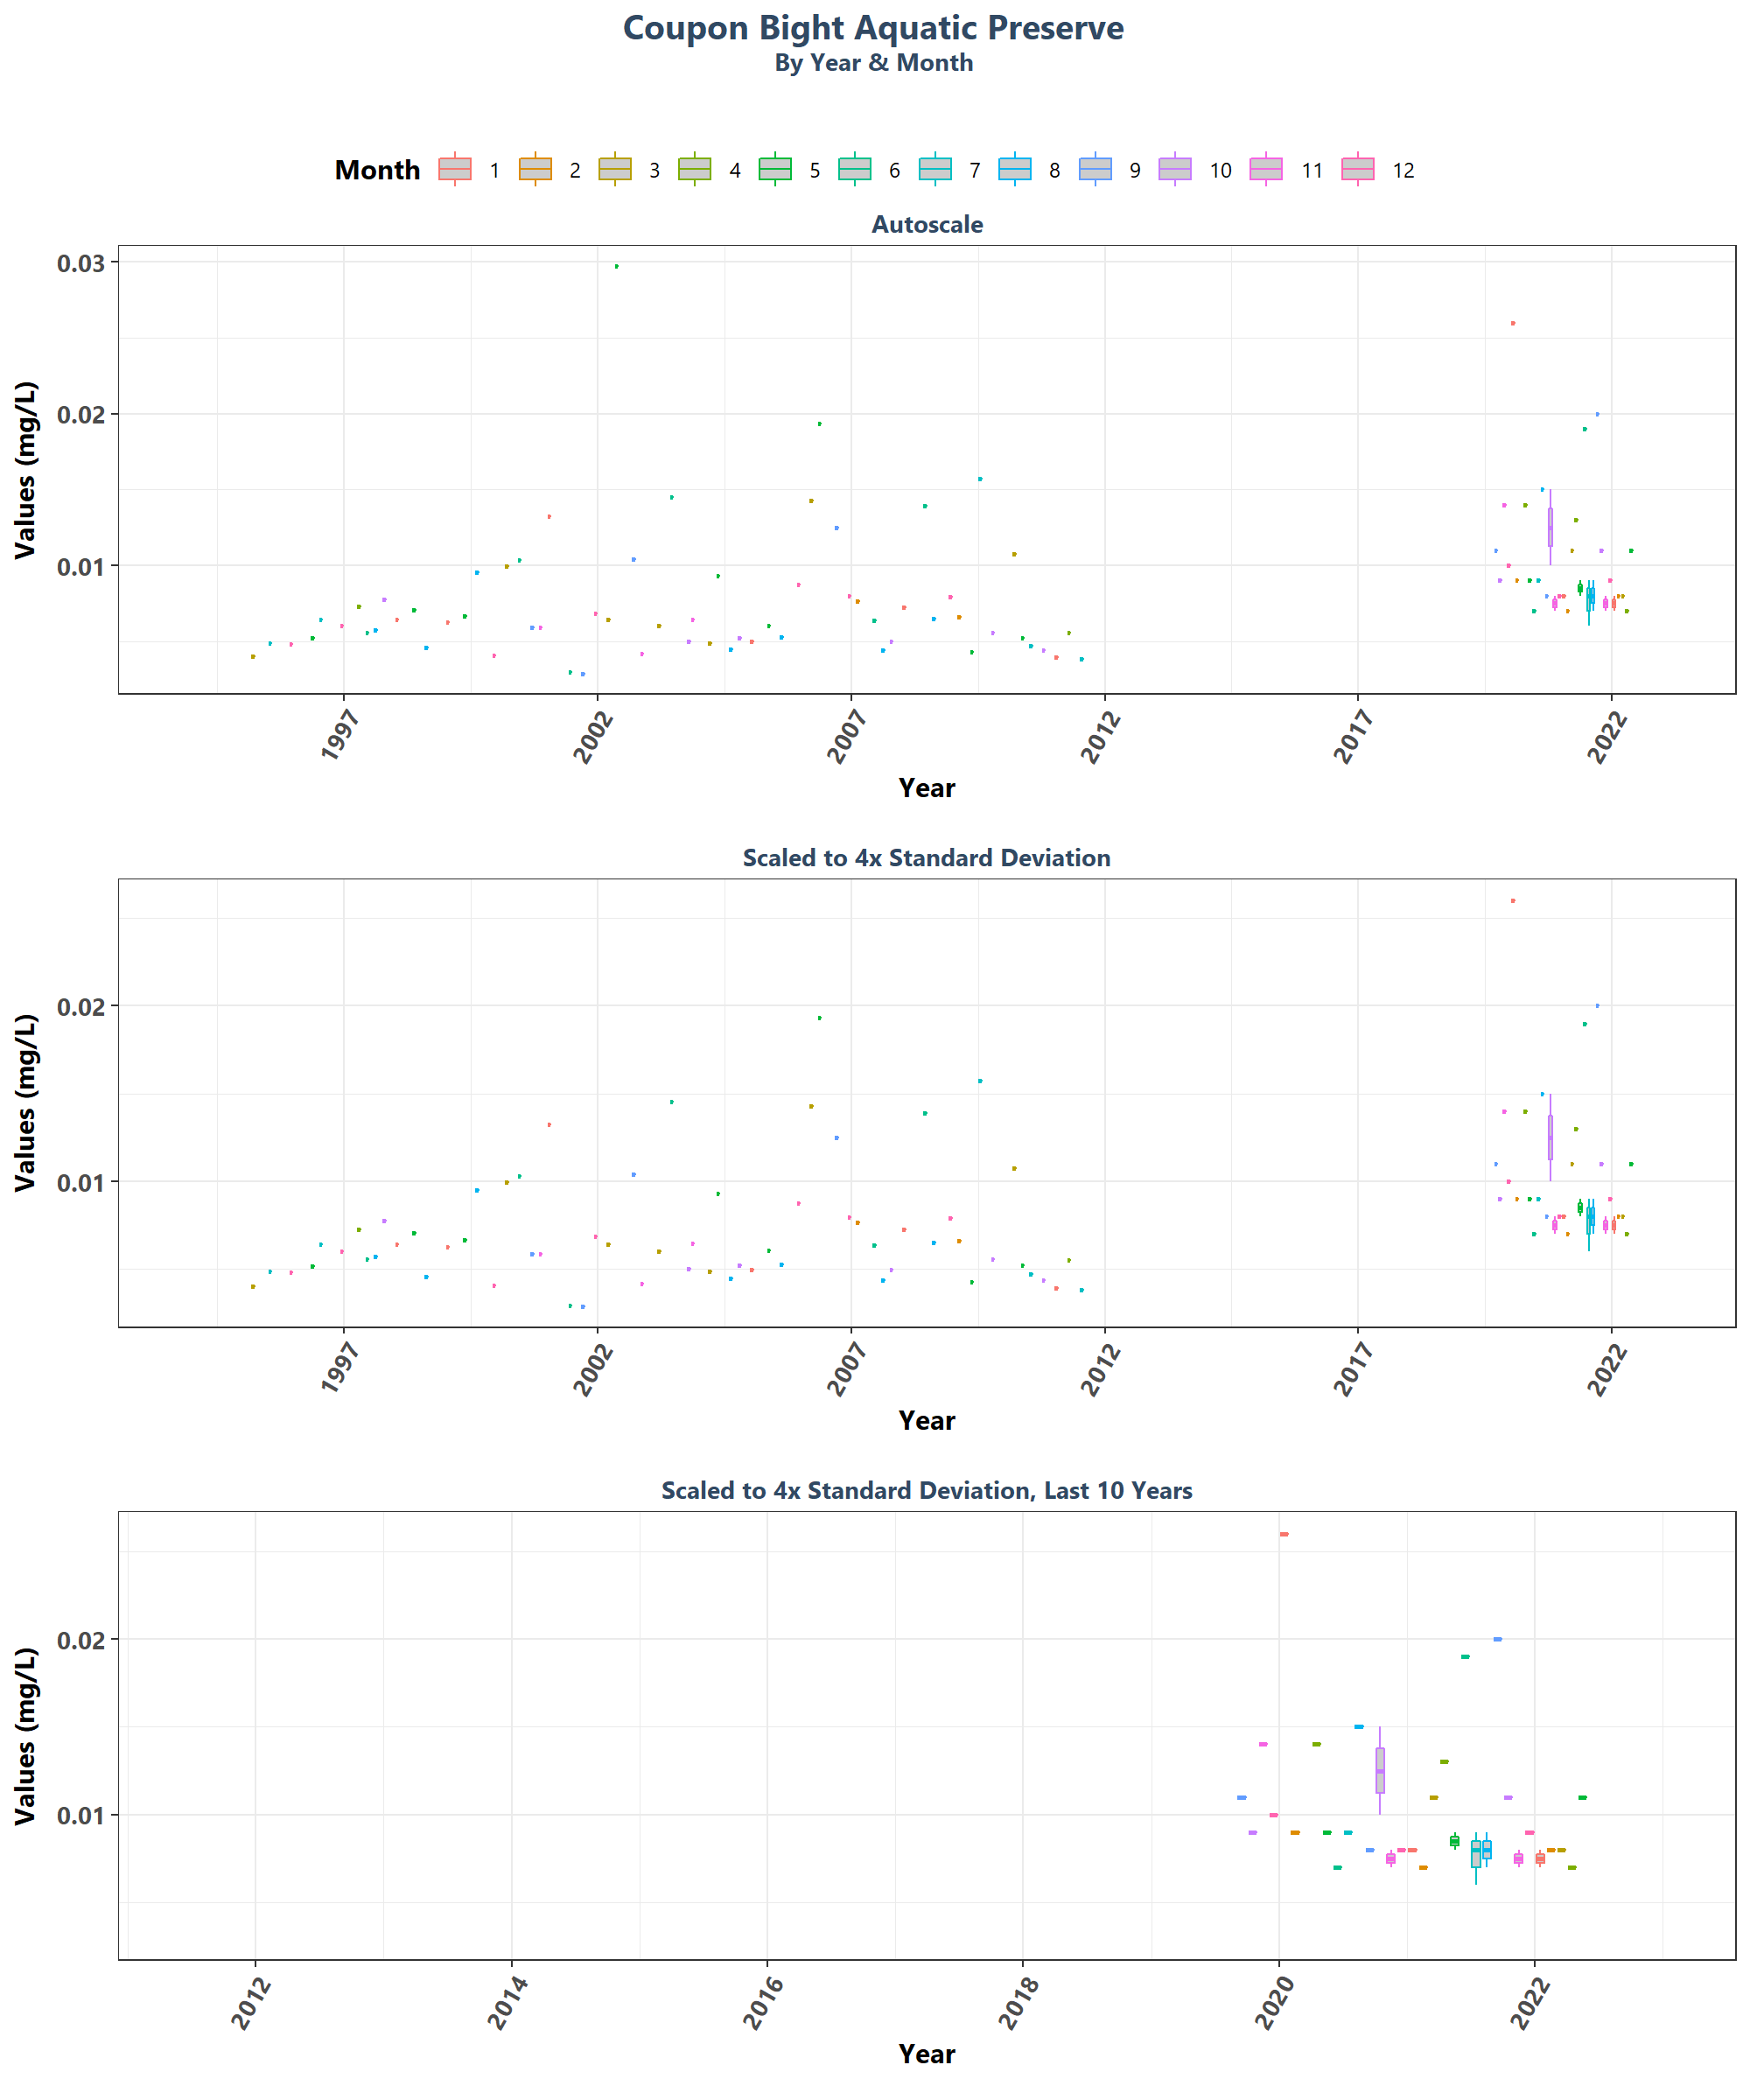 Coupon Bight Aquatic Preserve
By Year & Month
Month 1 2 3 4 5 6 7 8 9 10 11 12
Autoscale
0.03
0.02
0.01
Values (mg/L)
1997 2002 2007 2012 2017 2022
Year
Scaled to 4x Standard Deviation
0.02
0.01
Values (mg/L)
1997 2002 2007 2012 2017 2022
Year
Scaled to 4x Standard Deviation, Last 10 Years
0.02
0.01
Values (mg/L)
2012 2014 2016 2018 2020 2022
Year